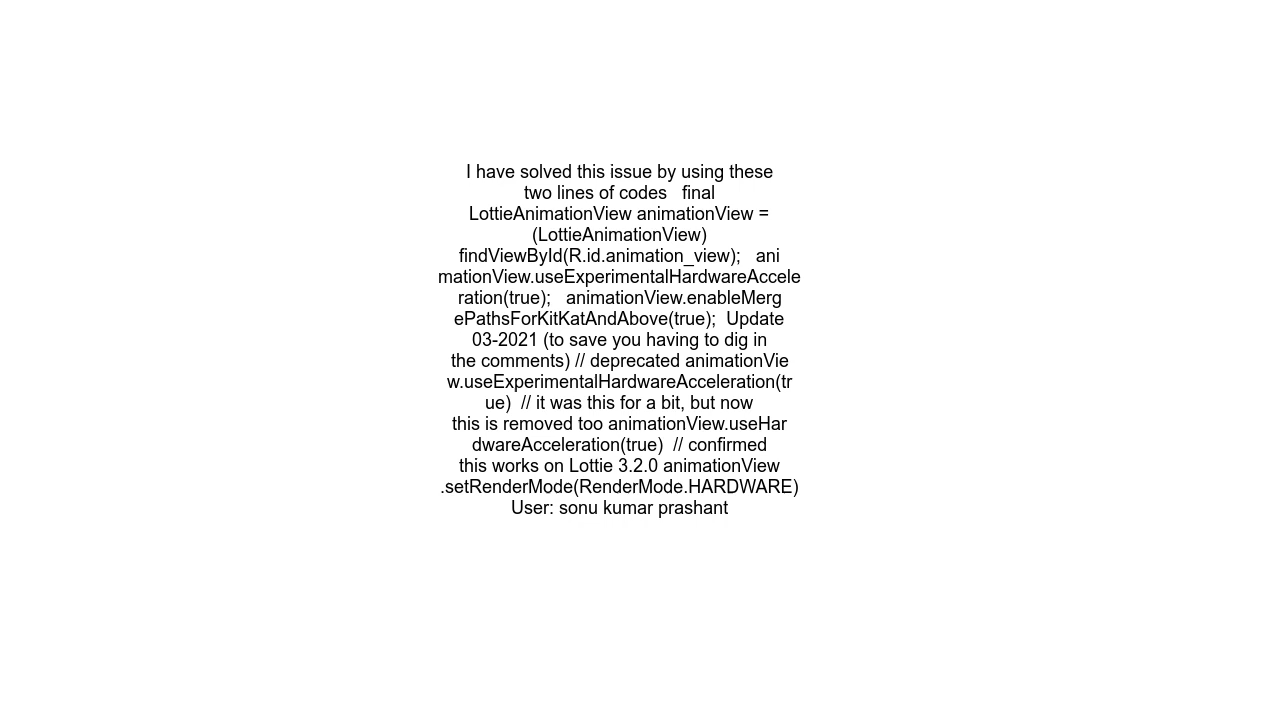 I have solved this issue by using these
two lines of codes   final
LottieAnimationView animationView =
(LottieAnimationView)
findViewById(R.id.animation_view);   ani
mationView.useExperimentalHardwareAccele
ration(true);   animationView.enableMerg
ePathsForKitKatAndAbove(true);  Update
03-2021 (to save you having to dig in
the comments) // deprecated animationVie
w.useExperimentalHardwareAcceleration(tr
ue)  // it was this for a bit, but now
this is removed too animationView.useHar
dwareAcceleration(true)  // confirmed
this works on Lottie 3.2.0 animationView
.setRenderMode(RenderMode.HARDWARE)
User: sonu kumar prashant